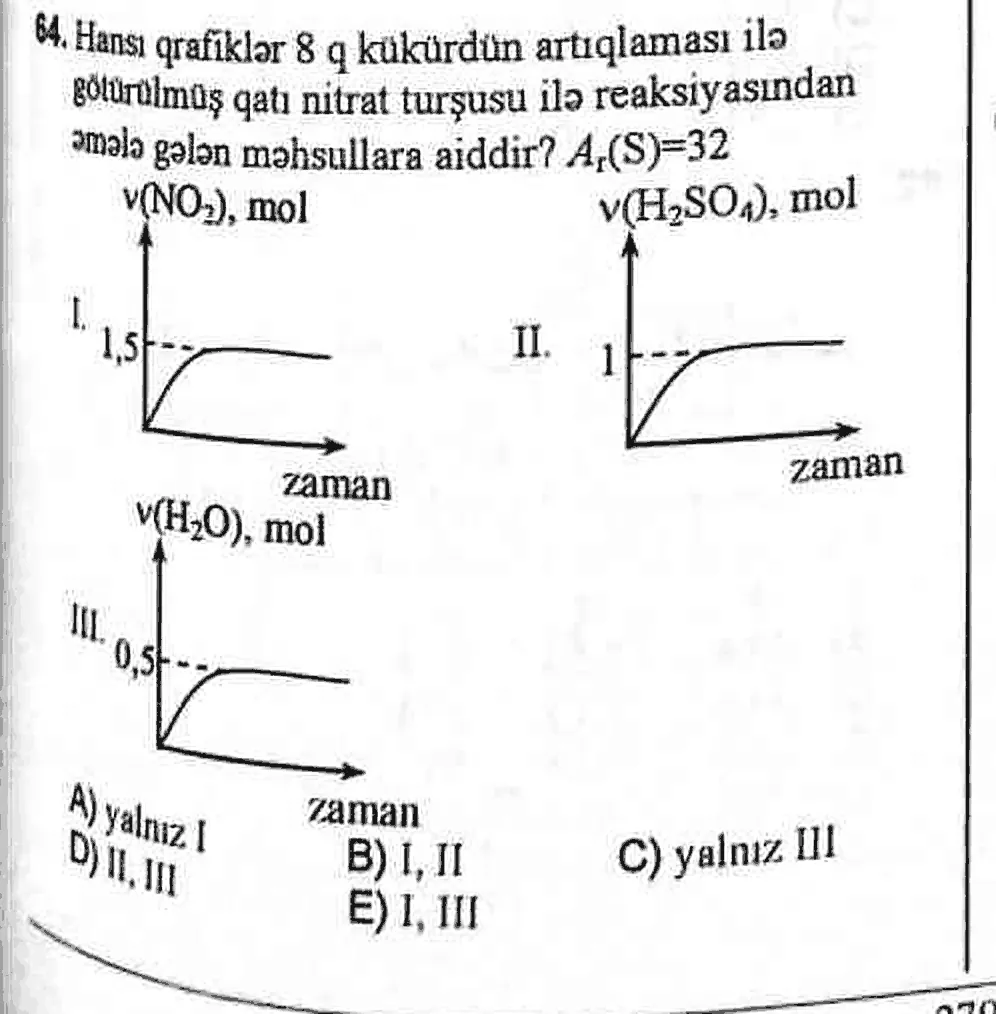 64. Hansı qrafiklər 8 q kükürdün artıqlaması ilə
götürülmüş qatı nitrat turşusu ilə reaksiyasından
əmələ gələn məhsullara aiddir? Aᵣ(S)=32
ν(NO₂), mol
ν(H₂SO₄), mol
I.
1,5
II.
1
zaman
zaman
ν(H₂O), mol
III.
0,5
zaman
A) yalnız I
B) I, II
C) yalnız III
D) II, III
E) I, III